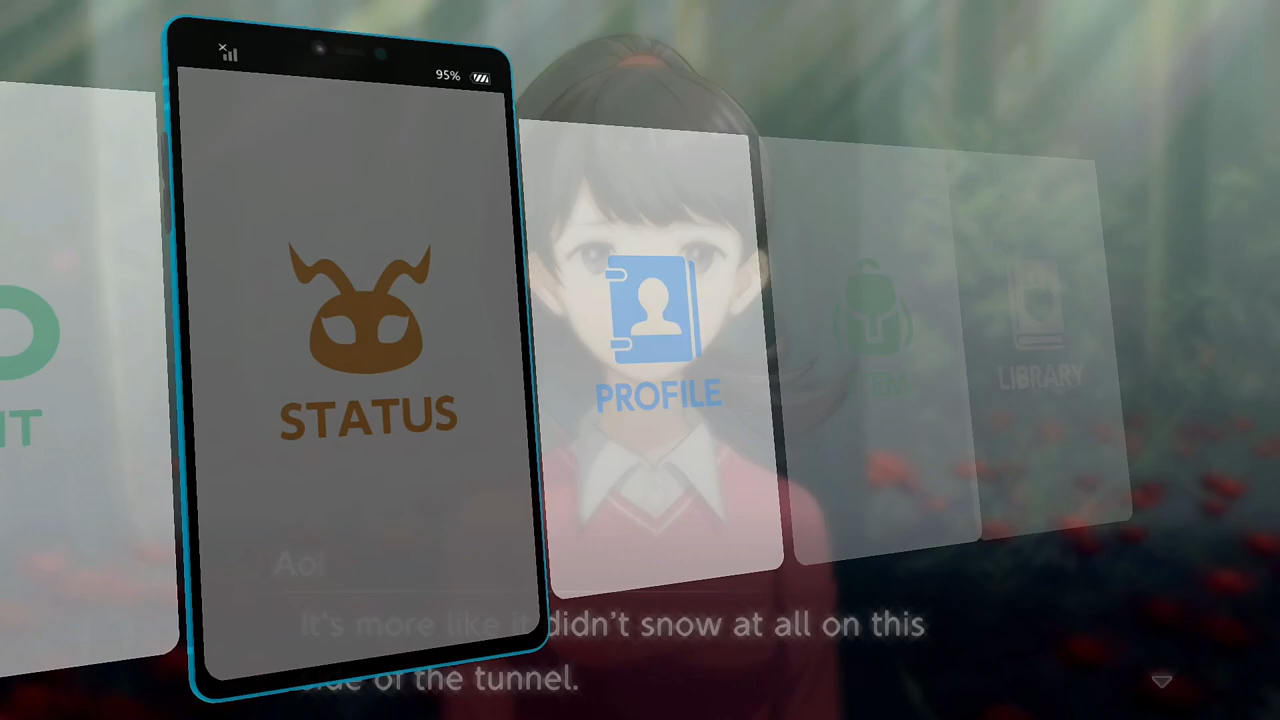 95%
IT
STATUS
PROFILE
TEM
LIBRARY
Aoi
It's more like it didn't snow at all on this
side of the tunnel.